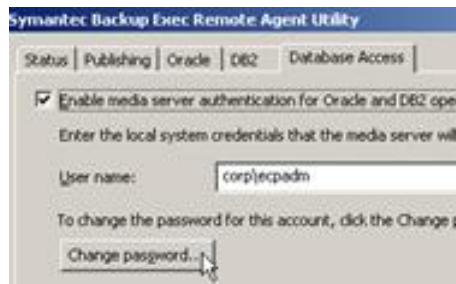 Symantec Backup Exec Remote Agent Utility
Status Publishing Oracle DB2 Database Access
Enable media server authentication for Oracle and DB2 ope
Enter the local system credentials that the media server will
User name: corp\ecpadm
To change the password for this account, click the Change p
Change password...